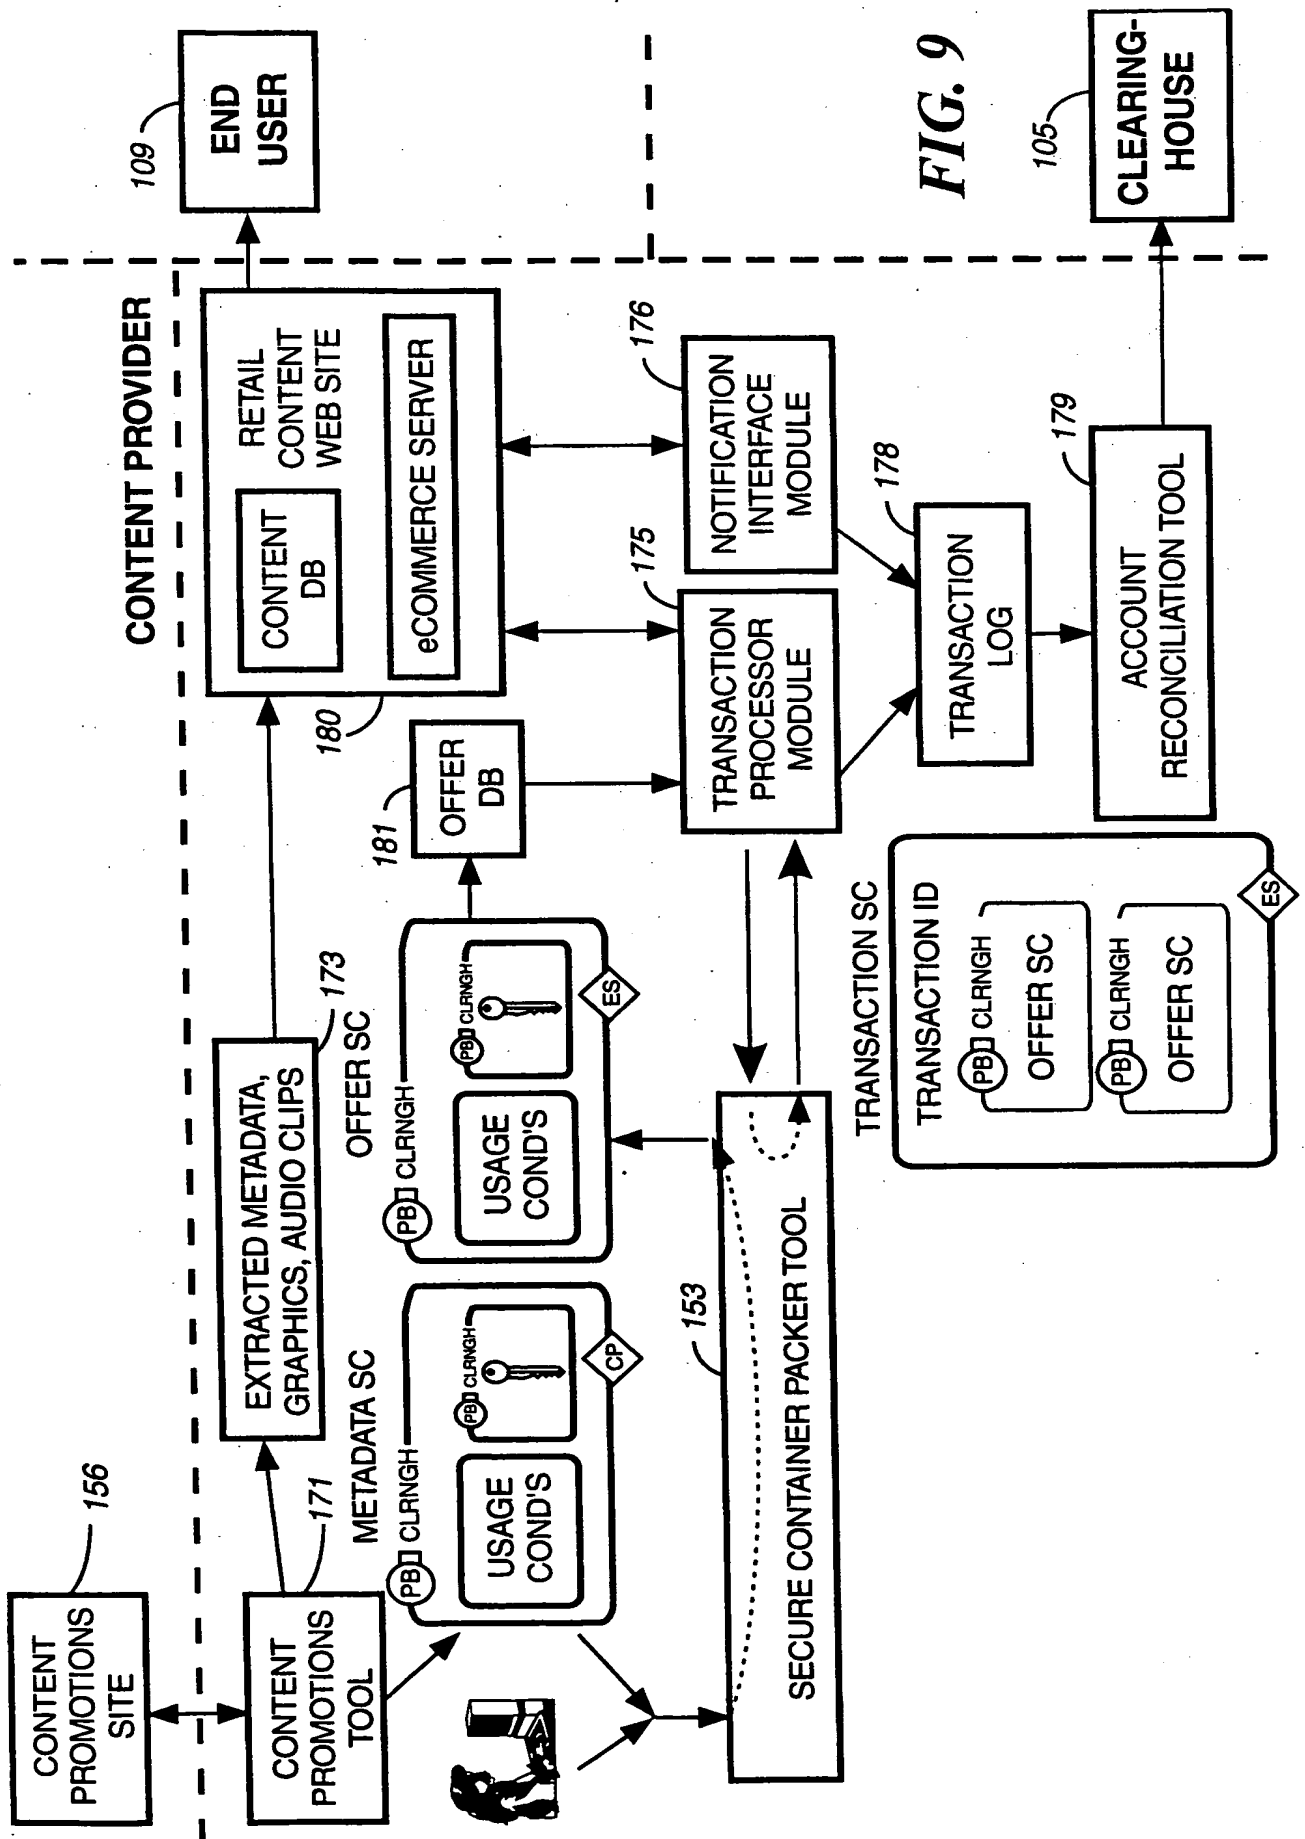 CONTENT
PROMOTIONS
SITE
156
CONTENT PROVIDER
109
END
USER
CONTENT
PROMOTIONS
TOOL
171
EXTRACTED METADATA,
GRAPHICS, AUDIO CLIPS
173
RETAIL
CONTENT
WEB SITE
CONTENT
DB
eCOMMERCE SERVER
180
METADATA SC
PB CLRNGH
USAGE
COND'S
PB CLRNGH
CP
OFFER SC
PB CLRNGH
USAGE
COND'S
PB CLRNGH
ES
181
OFFER
DB
153
SECURE CONTAINER PACKER TOOL
175
TRANSACTION
PROCESSOR
MODULE
176
NOTIFICATION
INTERFACE
MODULE
178
TRANSACTION
LOG
179
ACCOUNT
RECONCILIATION TOOL
TRANSACTION SC
TRANSACTION ID
PB CLRNGH
OFFER SC
PB CLRNGH
OFFER SC
ES
105
CLEARING-
HOUSE
FIG. 9